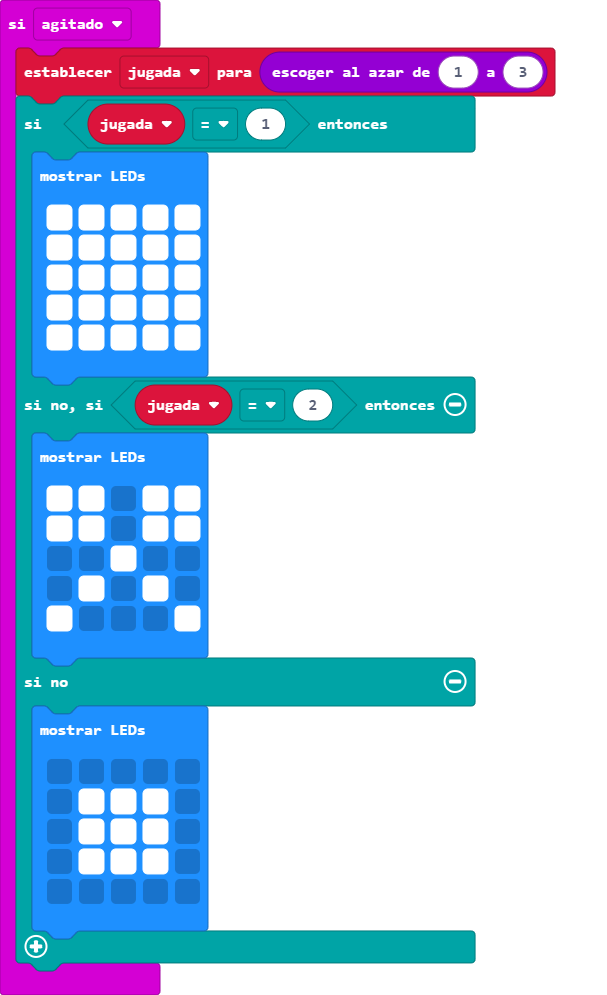 si agitado
establecer jugada para escoger al azar de 1 a 3
si jugada = 1 entonces
mostrar LEDs
si no, si jugada = 2 entonces
mostrar LEDs
si no
mostrar LEDs